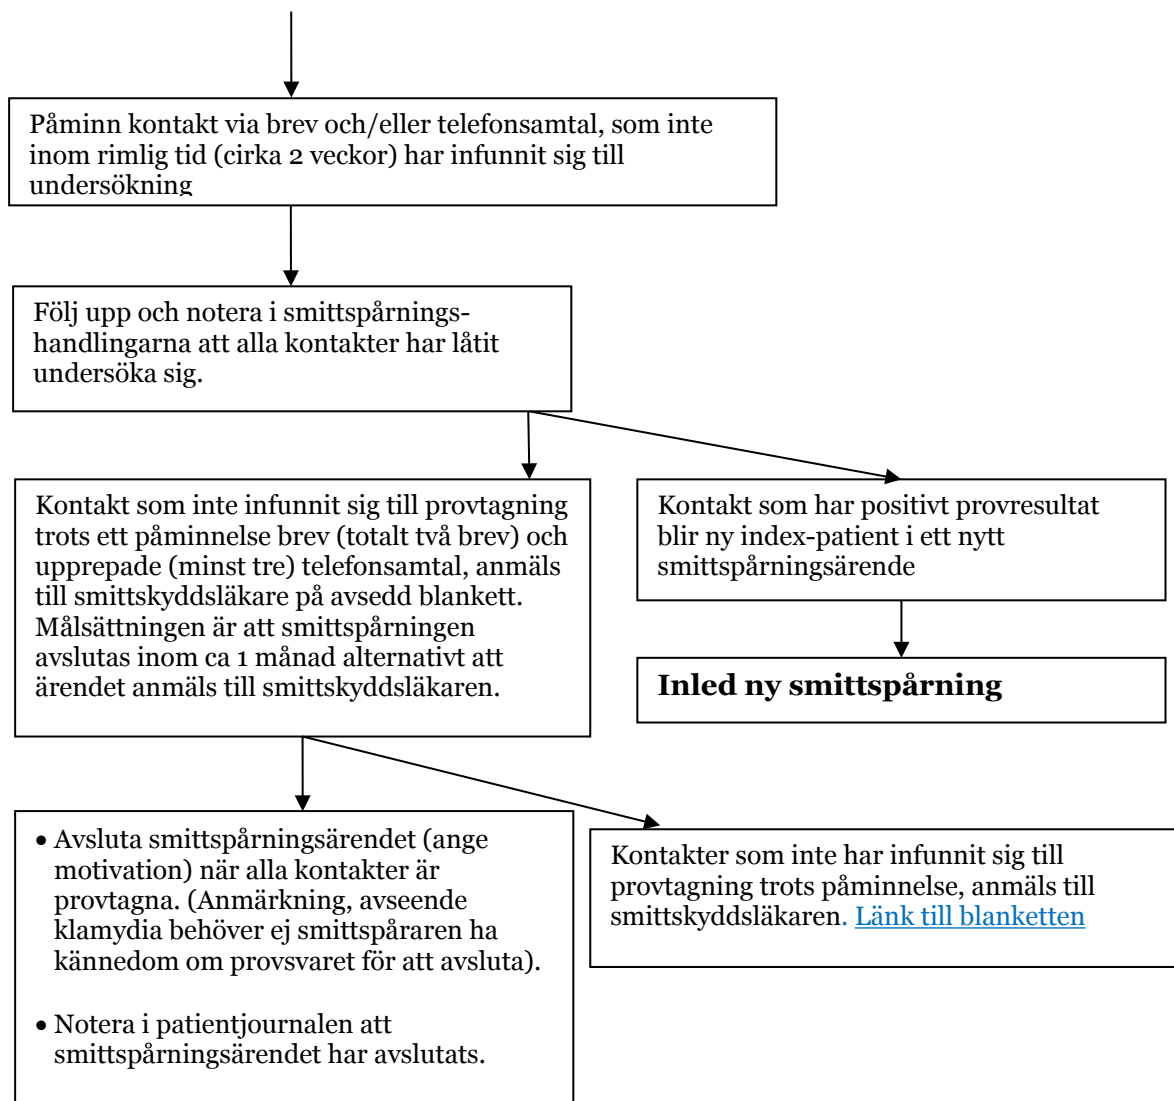 Påminn kontakt via brev och/eller telefonsamtal, som inte
inom rimlig tid (cirka 2 veckor) har infunnit sig till
undersökning
Följ upp och notera i smittspårnings-
handlingarna att alla kontakter har låtit
undersöka sig.
Kontakt som inte infunnit sig till provtagning
trots ett påminnelse brev (totalt två brev) och
upprepade (minst tre) telefonsamtal, anmäls
till smittskyddsläkare på avsedd blankett.
Målsättningen är att smittspårningen
avslutas inom ca 1 månad alternativt att
ärendet anmäls till smittskyddsläkaren.
Kontakt som har positivt provresultat
blir ny index-patient i ett nytt
smittspårningsärende
Inled ny smittspårning
• Avsluta smittspårningsärendet (ange
motivation) när alla kontakter är
provtagna. (Anmärkning, avseende
klamydia behöver ej smittspåraren ha
kännedom om provsvaret för att avsluta).
• Notera i patientjournalen att
smittspårningsärendet har avslutats.
Kontakter som inte har infunnit sig till
provtagning trots påminnelse, anmäls till
smittskyddsläkaren. Länk till blanketten